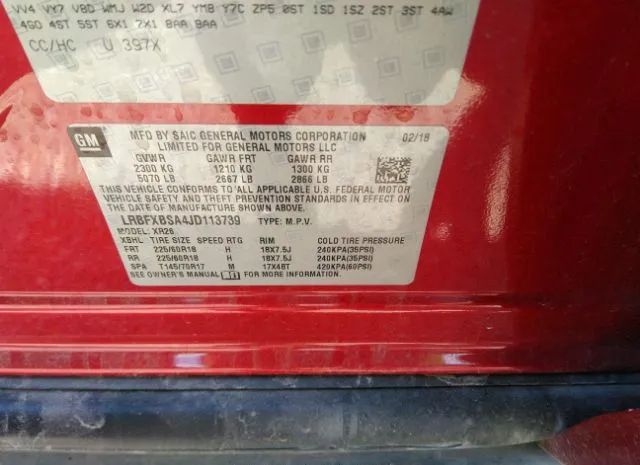 VV4 VY7 V8D WMJ W2D XL7 YM8 Y7C ZP5 0ST 1SD 1SZ 2ST 3ST 4AW
4GO 4ST 5ST 6X1 7X1 8AA 9AA
CC/HC U 397X
GM
MFD BY SAIC GENERAL MOTORS CORPORATION 02/18
LIMITED FOR GENERAL MOTORS LLC
GVWR GAWR FRT GAWR RR
2300 KG 1210 KG 1300 KG
5070 LB 2667 LB 2866 LB
THIS VEHICLE CONFORMS TO ALL APPLICABLE U.S. FEDERAL MOTOR
VEHICLE SAFETY, BUMPER, AND THEFT PREVENTION STANDARDS IN EFFECT
ON THE DATE OF MANUFACTURE SHOWN ABOVE.
LRBFXBSA4JD113739 TYPE: M.P.V.
MODEL: XR26
XBHL TIRE SIZE SPEED RTG RIM COLD TIRE PRESSURE
FRT 225/60R18 H 18X7.5J 240KPA(35PSI)
RR 225/60R18 H 18X7.5J 240KPA(35PSI)
SPA T145/70R17 M 17X4BT 420KPA(60PSI)
SEE OWNER'S MANUAL FOR MORE INFORMATION.